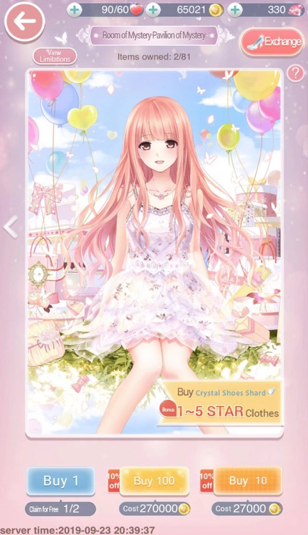 90/60
65021
330
Room of Mystery·Pavilion of Mystery
View
Limitations
Exchange
Items owned: 2/81
?
Buy Crystal Shoes Shard
Bonus
1~5 STAR Clothes
Buy 1
10%
off
Buy 100
10%
off
Buy 10
Claim for Free 1/2
Cost 270000
Cost 27000
server time:2019-09-23 20:39:37